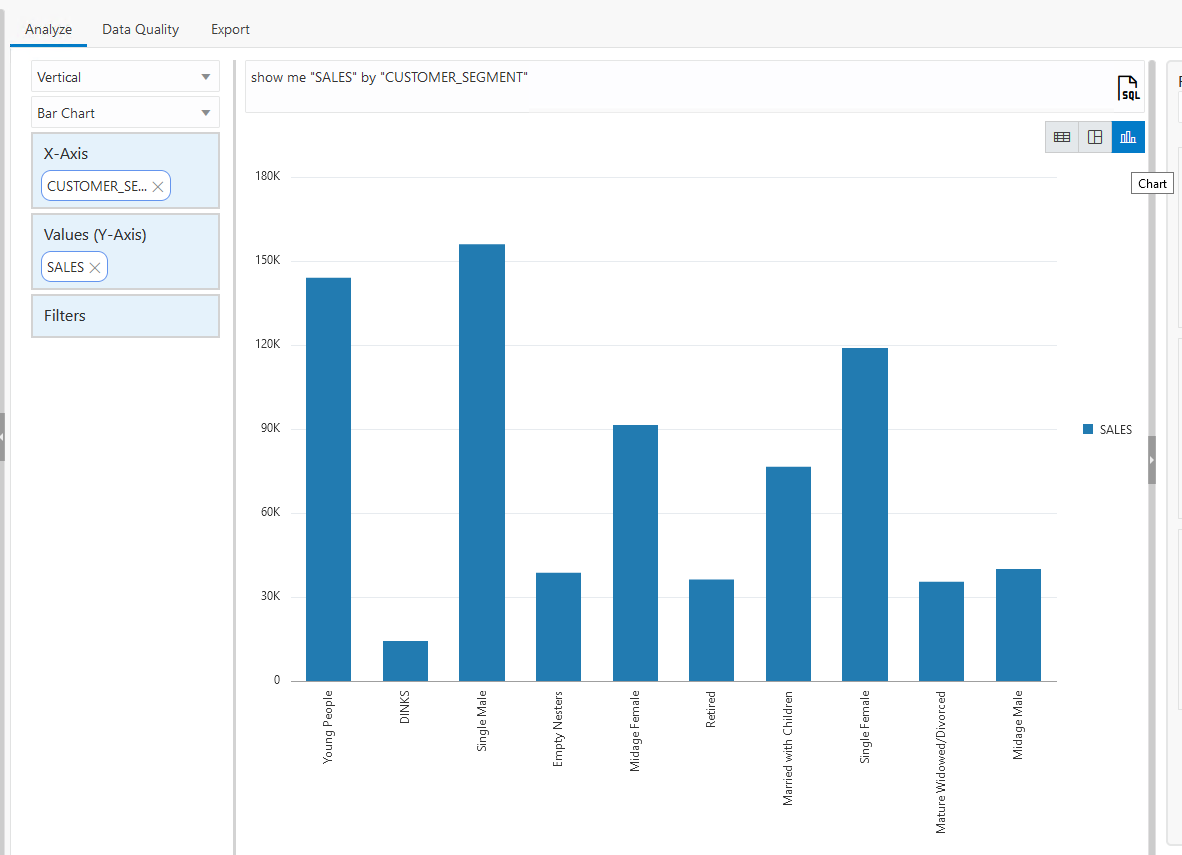 Analyze
Data Quality
Export
Vertical
Bar Chart
X-Axis
CUSTOMER_SE...
Values (Y-Axis)
SALES
Filters
show me "SALES" by "CUSTOMER_SEGMENT"
SQL
Chart
180K
150K
120K
90K
60K
30K
0
Young People
DINKS
Single Male
Empty Nesters
Midage Female
Retired
Married with Children
Single Female
Mature Widowed/Divorced
Midage Male
SALES